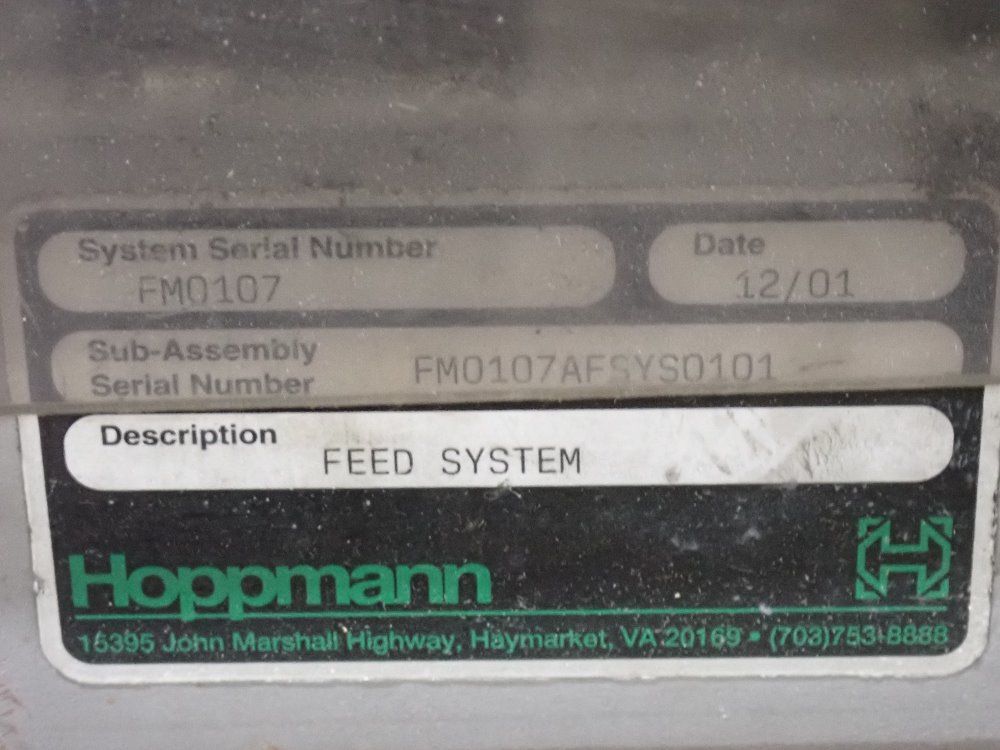 System Serial Number
FM0107
Date
12/01
Sub-Assembly
Serial Number
FM0107AFSYS0101
Description
FEED SYSTEM
Hoppmann
15395 John Marshall Highway, Haymarket, VA 20169 • (703)753-8888